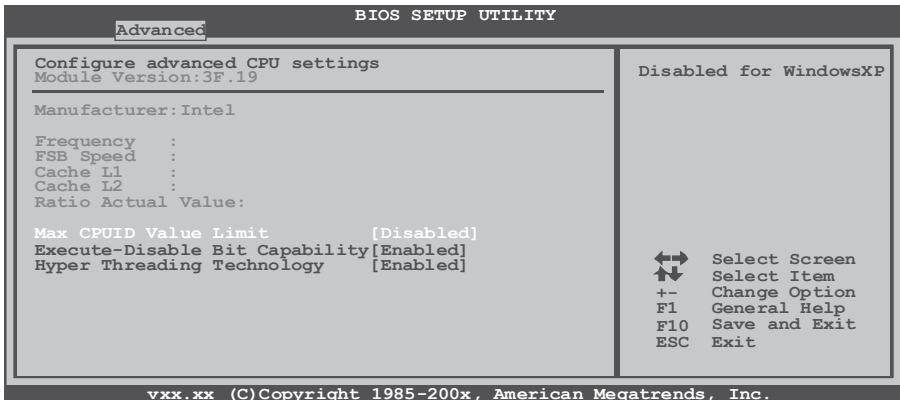 BIOS SETUP UTILITY
Advanced
Configure advanced CPU settings
Module Version:3F.19
Manufacturer:Intel
Frequency :
FSB Speed :
Cache L1 :
Cache L2 :
Ratio Actual Value:
Max CPUID Value Limit [Disabled]
Execute-Disable Bit Capability[Enabled]
Hyper Threading Technology [Enabled]
Disabled for WindowsXP
Select Screen
Select Item
+- Change Option
F1 General Help
F10 Save and Exit
ESC Exit
vxx.xx (C)Copyright 1985-200x, American Megatrends, Inc.